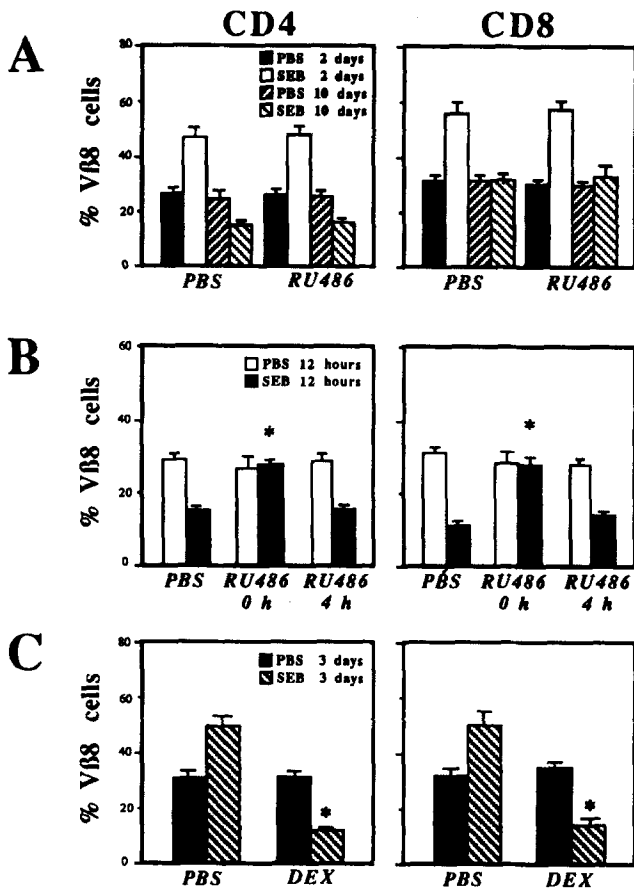 CD4 CD8
A
% Vß8 cells
80
60
40
20
0
PBS 2 days
SEB 2 days
PBS 10 days
SEB 10 days
PBS RU486
PBS RU486
B
% Vß8 cells
60
40
20
0
PBS 12 hours
SEB 12 hours
*
*
PBS RU486 RU486
0 h 4 h
PBS RU486 RU486
0 h 4 h
C
% Vß8 cells
80
60
40
20
0
PBS 3 days
SEB 3 days
*
*
PBS DEX
PBS DEX